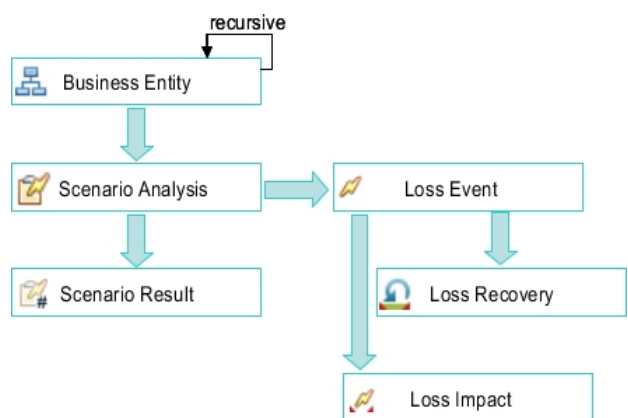 recursive
Business Entity
Scenario Analysis
Loss Event
Scenario Result
#
Loss Recovery
Loss Impact